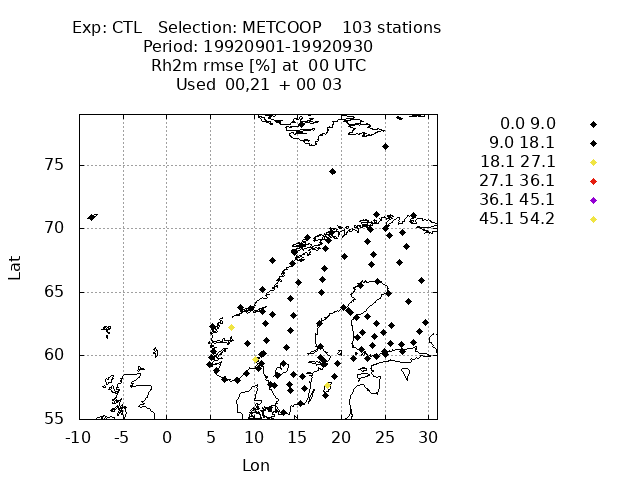 Exp: CTL   Selection: METCOOP    103 stations
Period: 19920901-19920930
Rh2m rmse [%] at  00 UTC
Used  00,21  + 00 03
0.0 9.0
9.0 18.1
18.1 27.1
27.1 36.1
36.1 45.1
45.1 54.2
75
70
65
60
55
Lat
-10 -5 0 5 10 15 20 25 30
Lon